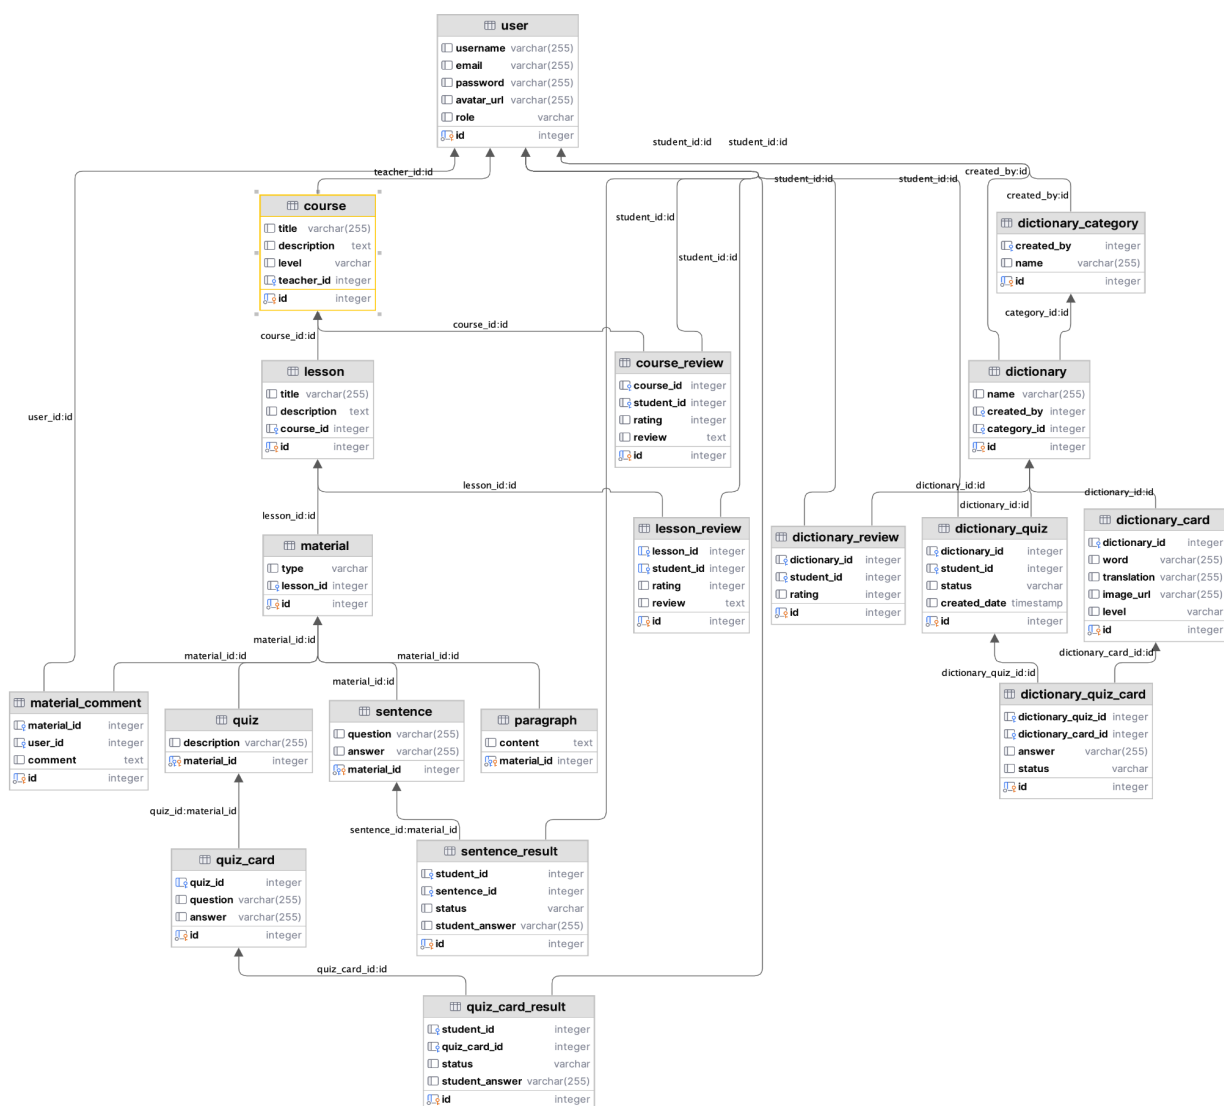 user
username varchar(255)
email varchar(255)
password varchar(255)
avatar_url varchar(255)
role varchar
id integer
student_id:id student_id:id
teacher_id:id
student_id:id
student_id:id
created_by:id
created_by:id
course
title varchar(255)
description text
level varchar
teacher_id integer
id integer
student_id:id
student_id:id
dictionary_category
created_by integer
name varchar(255)
id integer
category_id:id
course_id:id
course_id:id
lesson
title varchar(255)
description text
course_id integer
id integer
course_review
course_id integer
student_id integer
rating integer
review text
id integer
dictionary
name varchar(255)
created_by integer
category_id integer
id integer
user_id:id
lesson_id:id
lesson_id:id
dictionary_id:id
dictionary_id:id
dictionary_id:id
material
type varchar
lesson_id integer
id integer
lesson_review
lesson_id integer
student_id integer
rating integer
review text
id integer
dictionary_review
dictionary_id integer
student_id integer
rating integer
id integer
dictionary_quiz
dictionary_id integer
student_id integer
status varchar
created_date timestamp
id integer
dictionary_card
dictionary_id integer
word varchar(255)
translation varchar(255)
image_url varchar(255)
level varchar
id integer
material_id:id
material_id:id
material_id:id
material_id:id
dictionary_card_id:id
dictionary_quiz_id:id
material_comment
material_id integer
user_id integer
comment text
id integer
quiz
description varchar(255)
material_id integer
sentence
question varchar(255)
answer varchar(255)
material_id integer
paragraph
content text
material_id integer
dictionary_quiz_card
dictionary_quiz_id integer
dictionary_card_id integer
answer varchar(255)
status varchar
id integer
quiz_id:material_id
sentence_id:material_id
quiz_card
quiz_id integer
question varchar(255)
answer varchar(255)
id integer
sentence_result
student_id integer
sentence_id integer
status varchar
student_answer varchar(255)
id integer
quiz_card_id:id
quiz_card_result
student_id integer
quiz_card_id integer
status varchar
student_answer varchar(255)
id integer